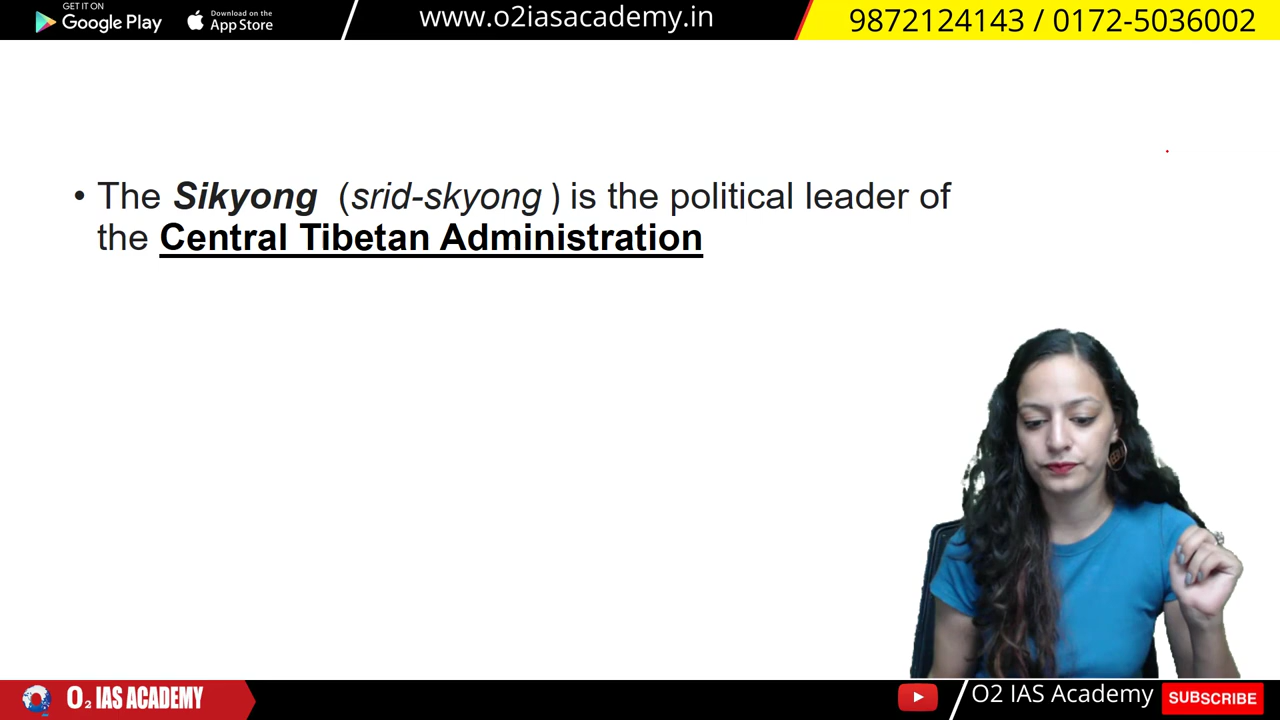 GET IT ON
Google Play
Download on the
App Store
www.o2iasacademy.in
9872124143 / 0172-5036002
• The Sikyong (srid-skyong ) is the political leader of
the Central Tibetan Administration
O₂ IAS ACADEMY
O2 IAS Academy
SUBSCRIBE